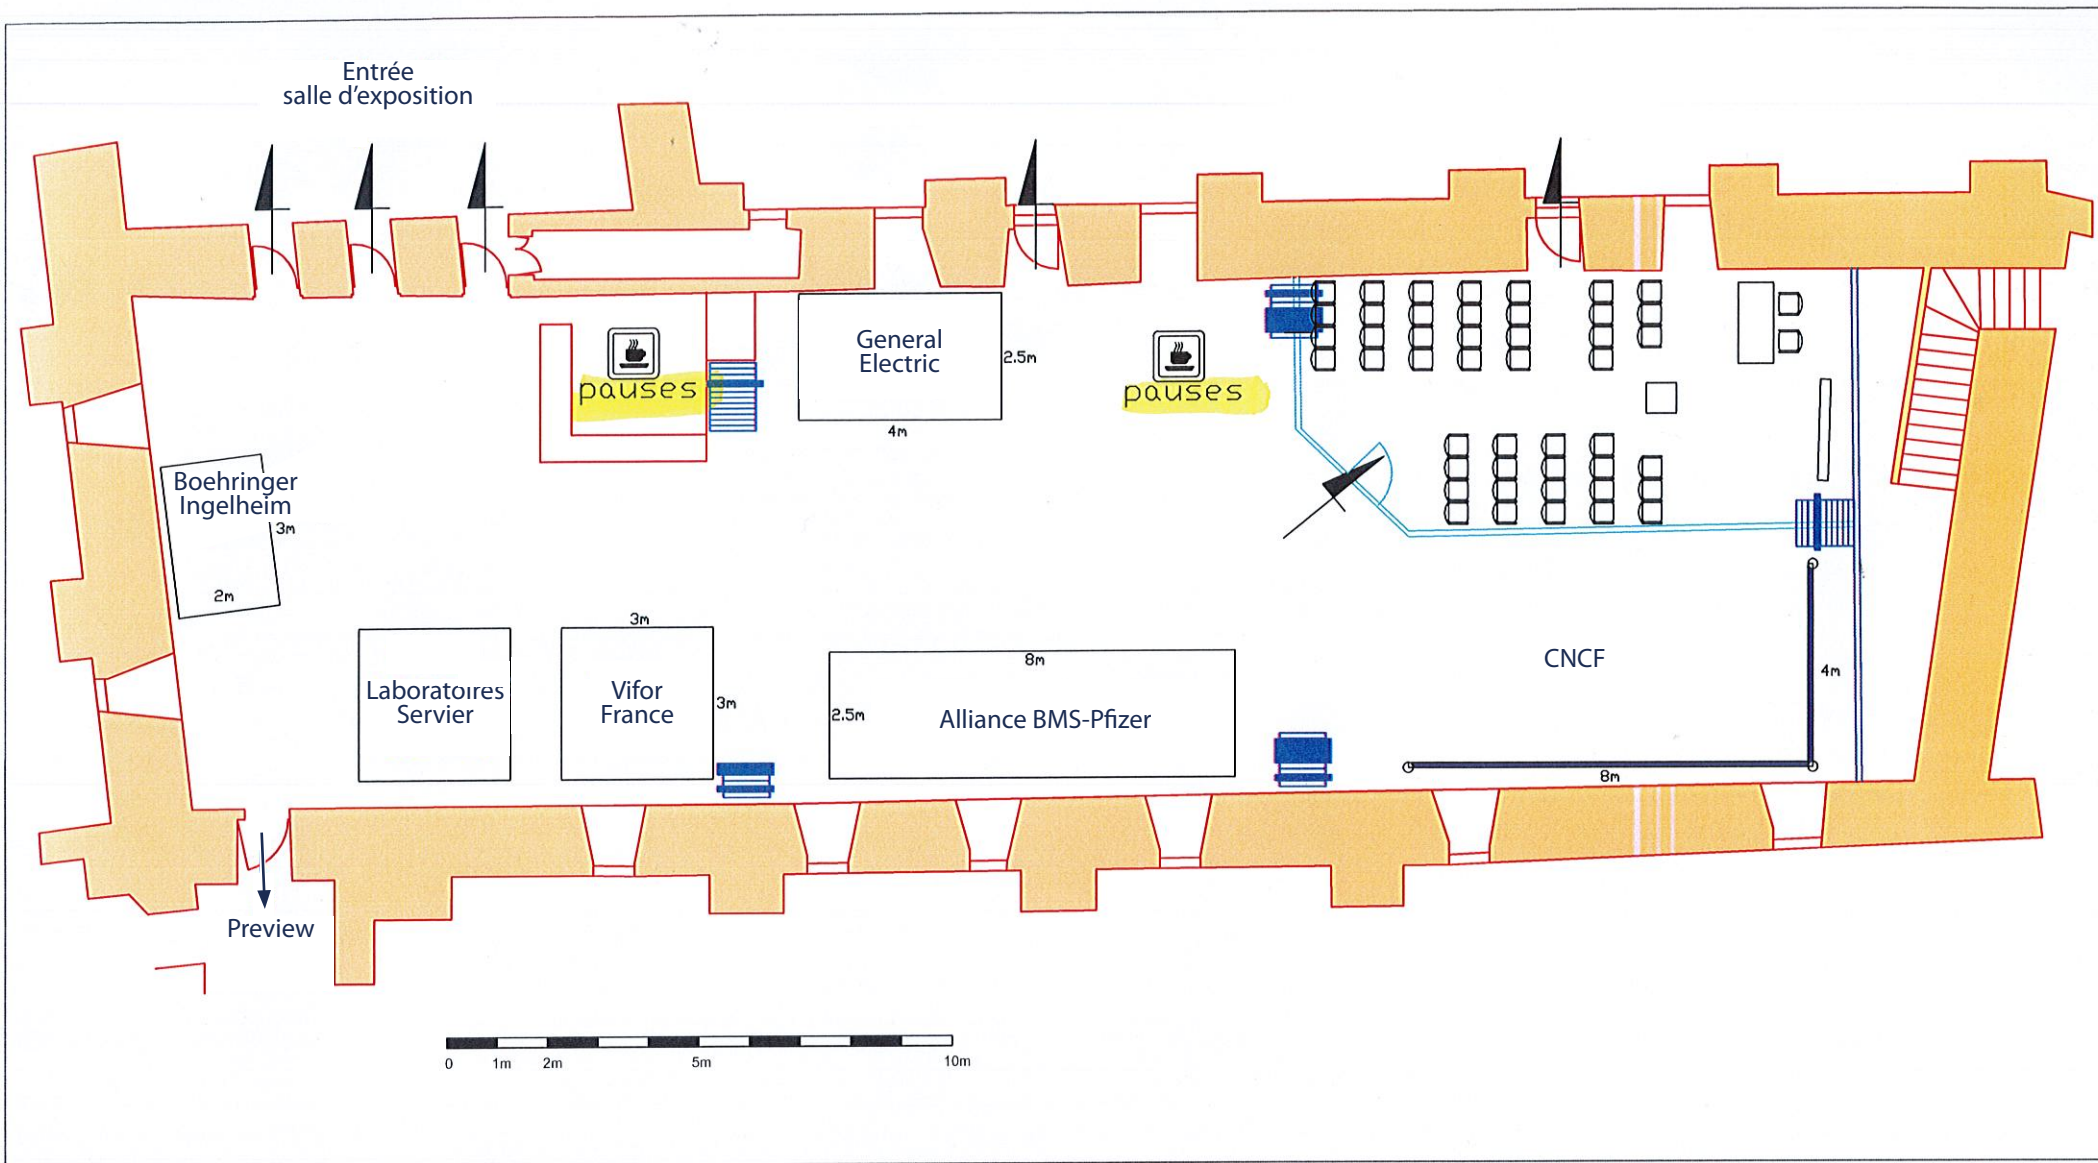 Entrée
salle d'exposition
General
Electric
2.5m
4m
pauses
pauses
Boehringer
Ingelheim
3m
2m
3m
Laboratoires
Servier
Vifor
France
3m
8m
2.5m
Alliance BMS-Pfizer
CNCF
4m
8m
Preview
0 1m 2m 5m 10m